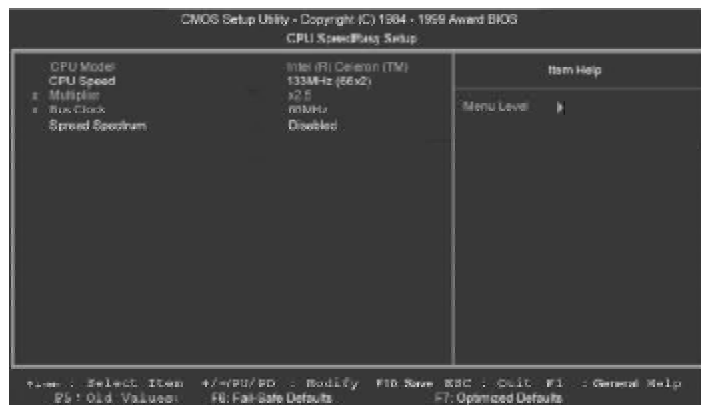 CMOS Setup Utility - Copyright (C) 1984 - 1999 Award BIOS
CPU SpeedEasy Setup
CPU Model Intel (R) Celeron (TM)
CPU Speed 133MHz (66x2)
x Multiplier x2.5
x Bus Clock 66MHz
Spread Spectrum Disabled
Item Help
Menu Level
: Select Item +/-/PU/PD : Modify F10 Save ESC : Quit F1 : General Help
F5: Old Values F6: Fail-Safe Defaults F7: Optimized Defaults